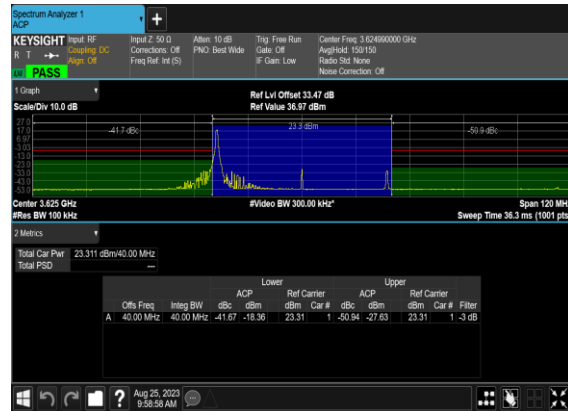 Spectrum Analyzer 1
ACP
+
KEYSIGHT Input: RF
R T Coupling: DC
Align: Off
LXI PASS
Input Z: 50 Ω
Corrections: Off
Freq Ref: Int (S)
Atten: 10 dB
PNO: Best Wide
Trig: Free Run
Gate: Off
IF Gain: Low
Center Freq: 3.624990000 GHz
Avg|Hold: 150/150
Radio Std: None
Noise Correction: Off
1 Graph
Scale/Div 10.0 dB
Ref Lvl Offset 33.47 dB
Ref Value 36.97 dBm
27.0
17.0
6.97
-3.03
-13.0
-23.0
-33.0
-43.0
-53.0
-41.7 dBc
23.3 dBm
-50.9 dBc
Center 3.625 GHz
#Res BW 100 kHz
#Video BW 300.00 kHz*
Span 120 MH
Sweep Time 36.3 ms (1001 pts
2 Metrics
Total Car Pwr 23.311 dBm/40.00 MHz
Total PSD ---
Lower Upper
ACP Ref Carrier ACP Ref Carrier
Offs Freq Integ BW dBc dBm dBm Car # dBc dBm dBm Car # Filter
A 40.00 MHz 40.00 MHz -41.67 -18.36 23.31 1 -50.94 -27.63 23.31 1 -3 dB
?
Aug 25, 2023
9:58:58 AM